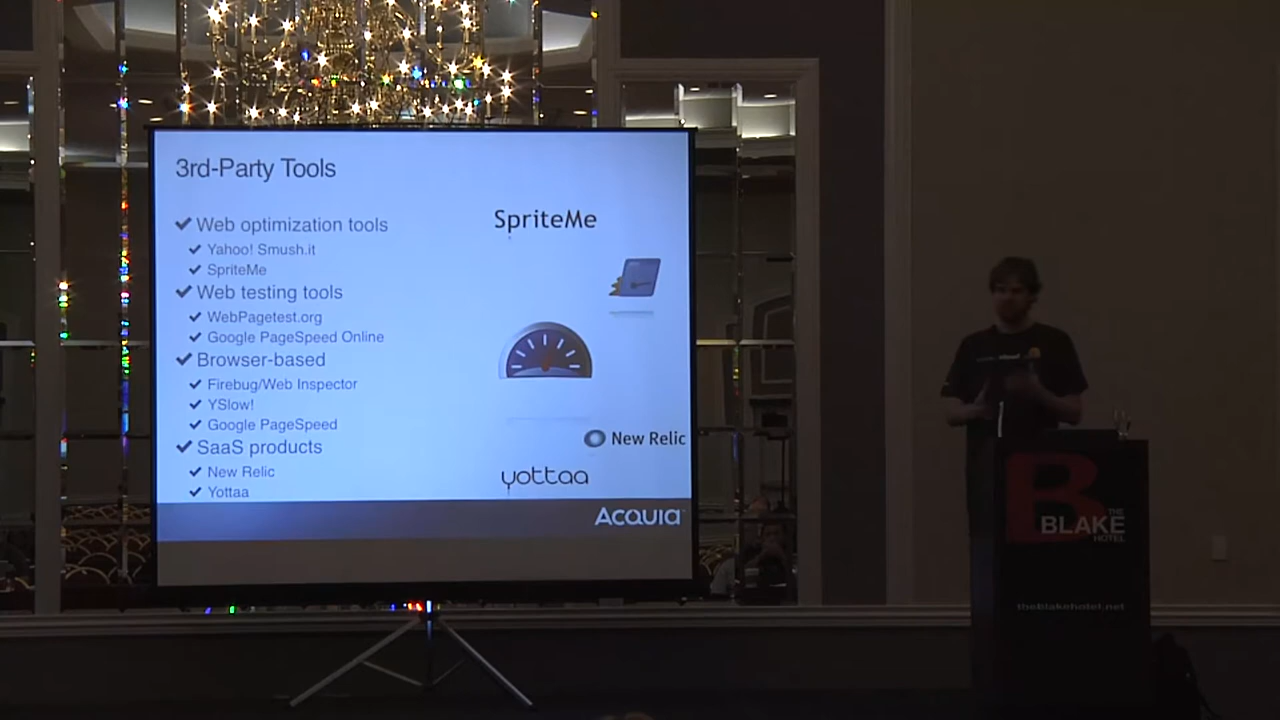 3rd-Party Tools
Web optimization tools
Yahoo! Smush.it
SpriteMe
Web testing tools
WebPagetest.org
Google PageSpeed Online
Browser-based
Firebug/Web Inspector
YSlow!
Google PageSpeed
SaaS products
New Relic
Yottaa
SpriteMe
New Relic
yottaa
Acquia
B
THE
BLAKE
HOTEL
theblakehotel.net